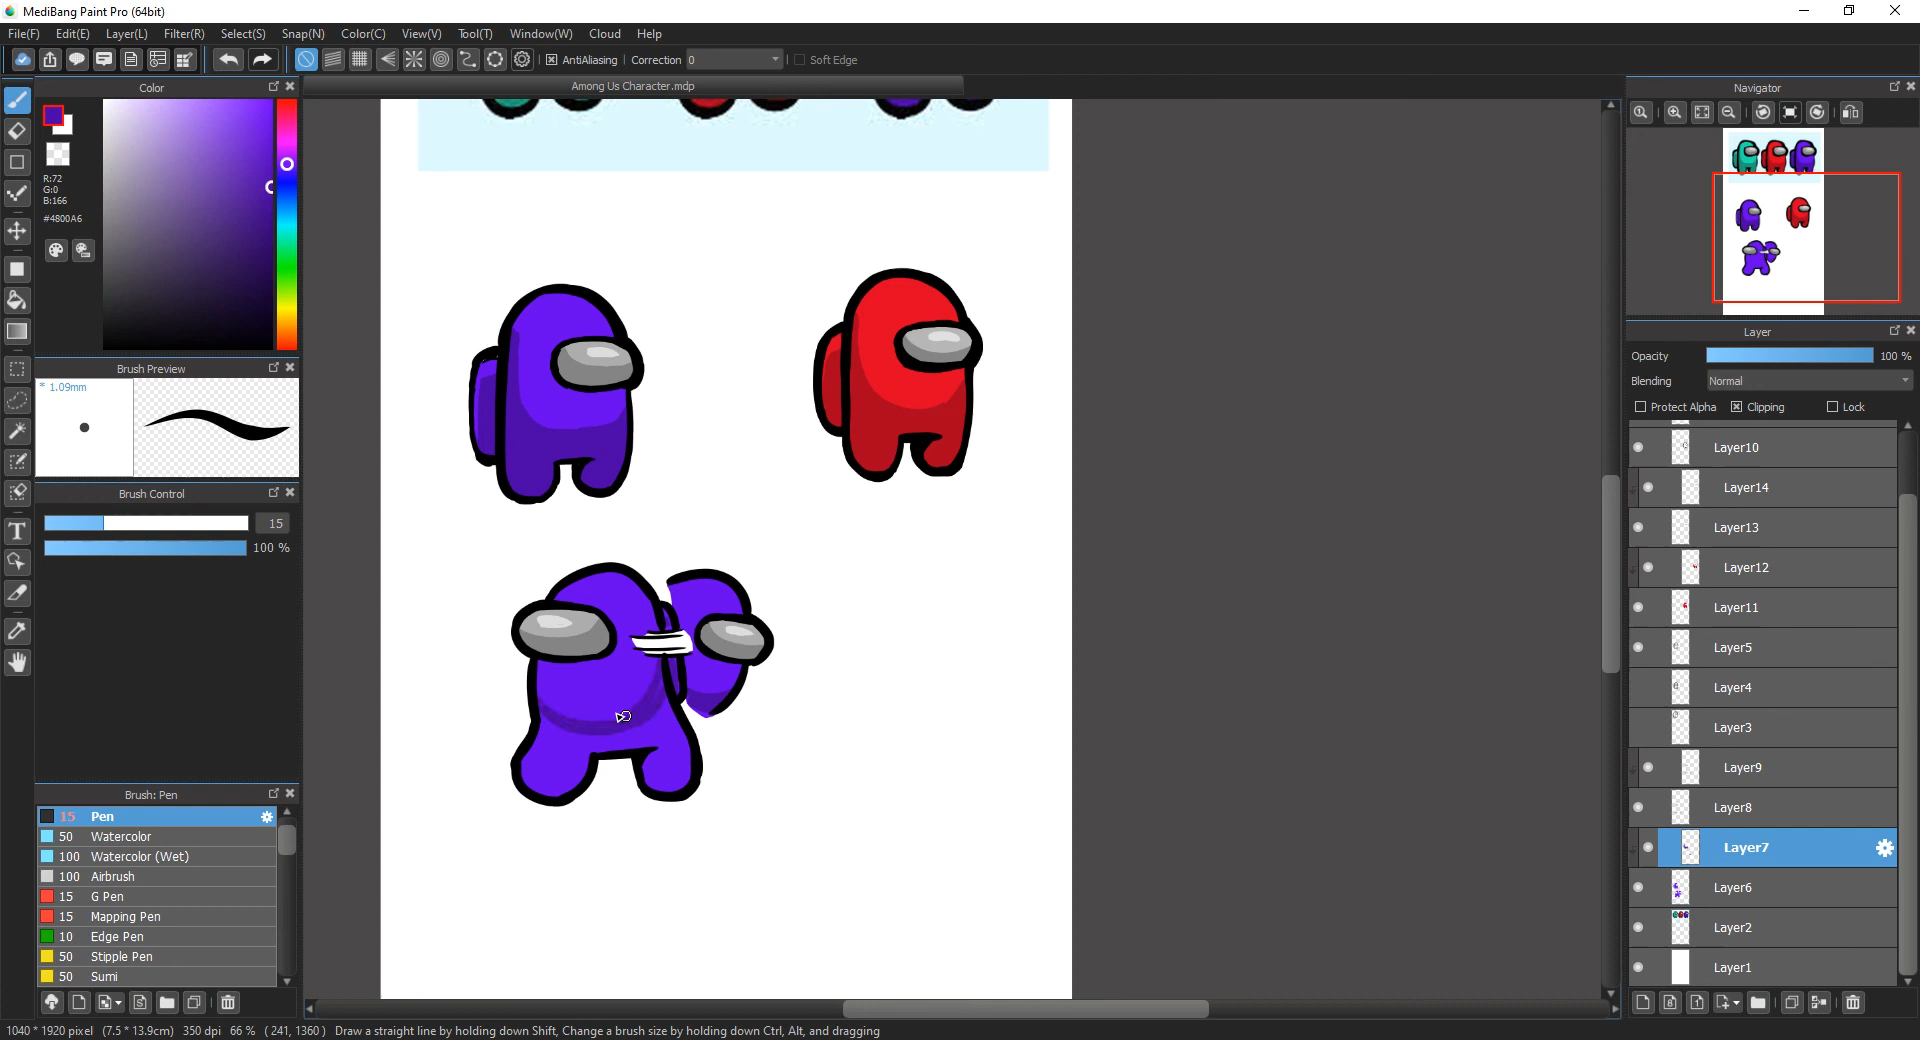 MediBang Paint Pro (64bit)
File(F) Edit(E) Layer(L) Filter(R) Select(S) Snap(N) Color(C) View(V) Tool(T) Window(W) Cloud Help
AntiAliasing Correction 0 Soft Edge
Color
Among Us Character.mdp
Navigator
R:72
G:0
B:166
#4800A6
Layer
Opacity 100 %
Blending Normal
Protect Alpha Clipping Lock
Brush Preview
* 1.09mm
Brush Control
15
100 %
Layer10
Layer14
Layer13
Layer12
Layer11
Layer5
Layer4
Layer3
Layer9
Layer8
Layer7
Layer6
Layer2
Layer1
Brush: Pen
15 Pen
50 Watercolor
100 Watercolor (Wet)
100 Airbrush
15 G Pen
15 Mapping Pen
10 Edge Pen
50 Stipple Pen
50 Sumi
1040 * 1920 pixel (7.5 * 13.9cm) 350 dpi 66 % ( 241, 1360 ) Draw a straight line by holding down Shift, Change a brush size by holding down Ctrl, Alt, and dragging